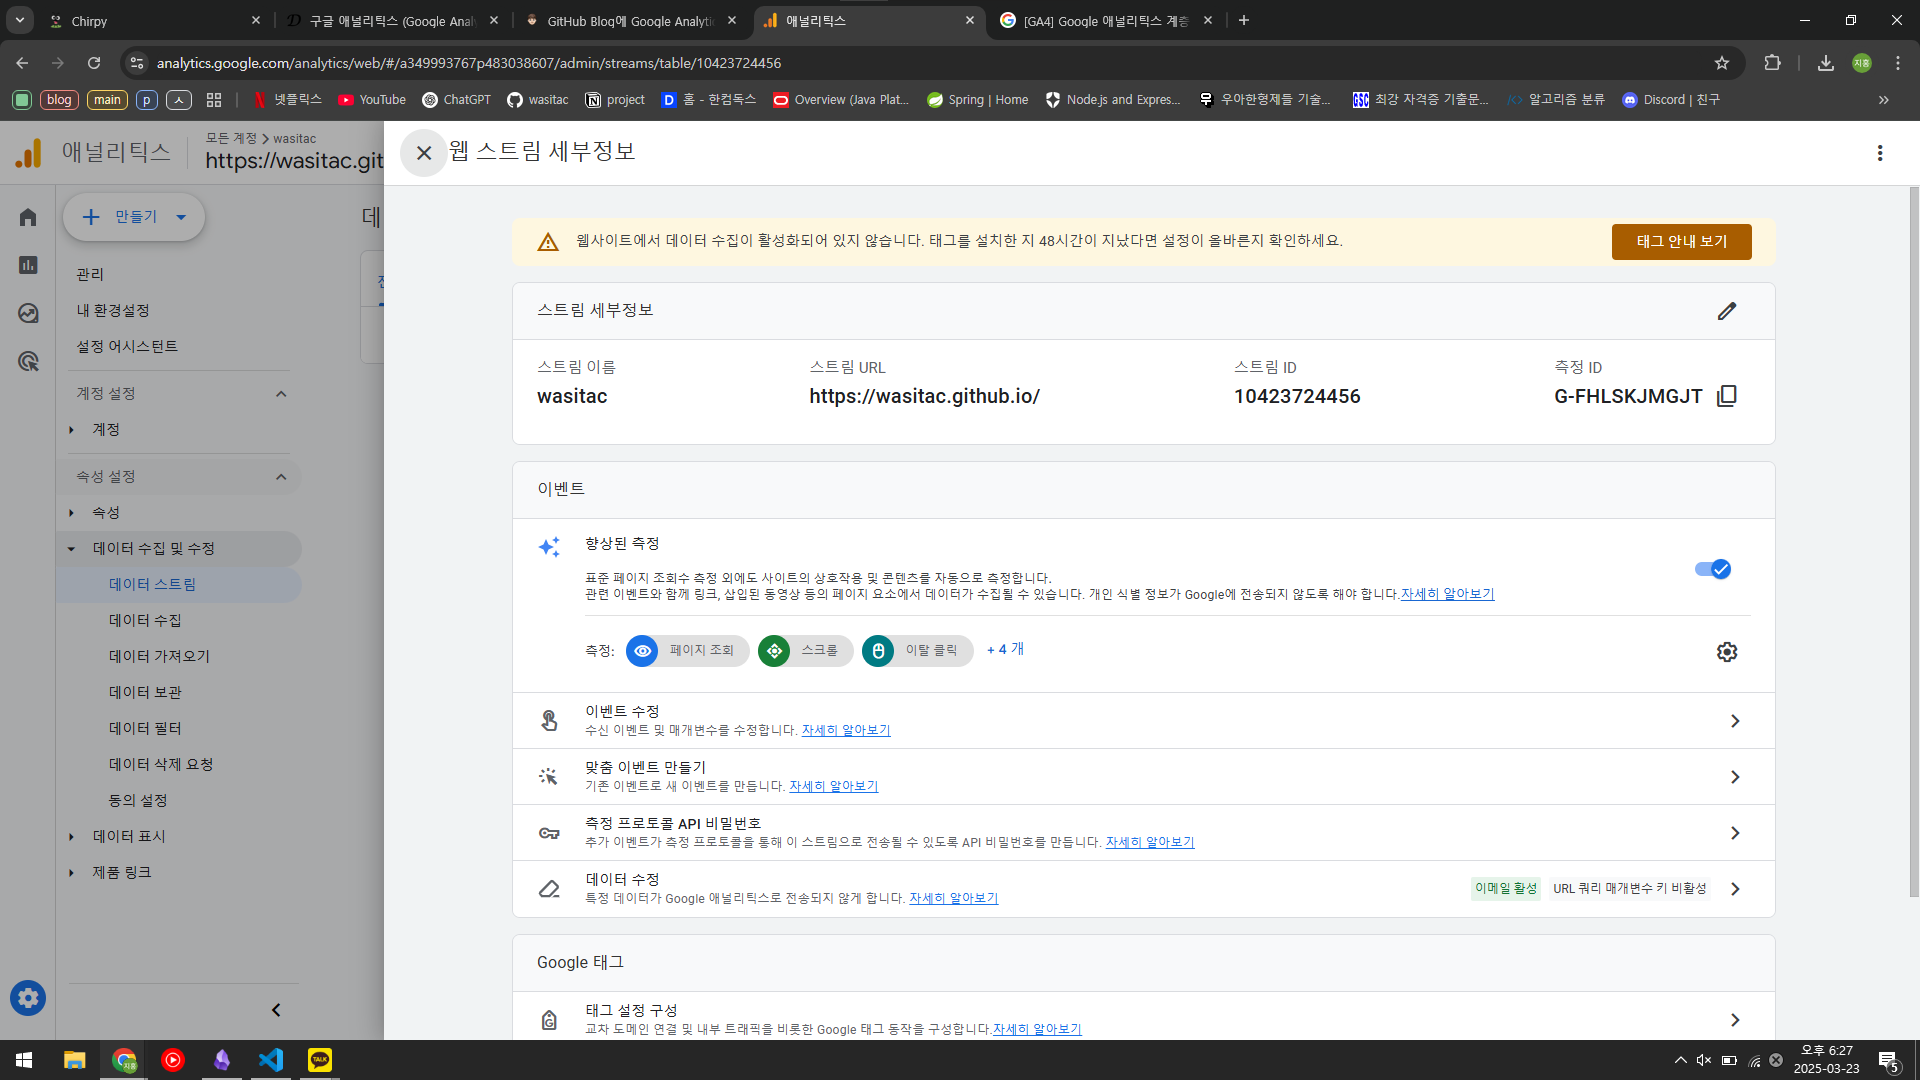 Chirpy
구글 애널리틱스 (Google Anal
GitHub Blog에 Google Analytic
애널리틱스
[GA4] Google 애널리틱스 계층
analytics.google.com/analytics/web/#/a349993767p483038607/admin/streams/table/10423724456
지홍
blog
main
p
ㅅ
넷플릭스
YouTube
ChatGPT
wasitac
project
홈 - 한컴독스
Overview (Java Plat...
Spring | Home
Node.js and Expres...
우아한형제들 기술...
최강 자격증 기출문...
알고리즘 분류
Discord | 친구
애널리틱스
모든 계정 > wasitac
https://wasitac.git
웹 스트림 세부정보
만들기
데
관리
내 환경설정
설정 어시스턴트
계정 설정
계정
속성 설정
속성
데이터 수집 및 수정
데이터 스트림
데이터 수집
데이터 가져오기
데이터 보관
데이터 필터
데이터 삭제 요청
동의 설정
데이터 표시
제품 링크
웹사이트에서 데이터 수집이 활성화되어 있지 않습니다. 태그를 설치한 지 48시간이 지났다면 설정이 올바른지 확인하세요.
태그 안내 보기
스트림 세부정보
스트림 이름
wasitac
스트림 URL
https://wasitac.github.io/
스트림 ID
10423724456
측정 ID
G-FHLSKJMGJT
이벤트
향상된 측정
표준 페이지 조회수 측정 외에도 사이트의 상호작용 및 콘텐츠를 자동으로 측정합니다.
관련 이벤트와 함께 링크, 삽입된 동영상 등의 페이지 요소에서 데이터가 수집될 수 있습니다. 개인 식별 정보가 Google에 전송되지 않도록 해야 합니다.자세히 알아보기
측정:
페이지 조회
스크롤
이탈 클릭
+ 4 개
이벤트 수정
수신 이벤트 및 매개변수를 수정합니다. 자세히 알아보기
맞춤 이벤트 만들기
기존 이벤트로 새 이벤트를 만듭니다. 자세히 알아보기
측정 프로토콜 API 비밀번호
추가 이벤트가 측정 프로토콜을 통해 이 스트림으로 전송될 수 있도록 API 비밀번호를 만듭니다. 자세히 알아보기
데이터 수정
특정 데이터가 Google 애널리틱스로 전송되지 않게 합니다. 자세히 알아보기
이메일 활성
URL 쿼리 매개변수 키 비활성
Google 태그
태그 설정 구성
교차 도메인 연결 및 내부 트래픽을 비롯한 Google 태그 동작을 구성합니다.자세히 알아보기
지홍
TALK
오후 6:27
2025-03-23
5